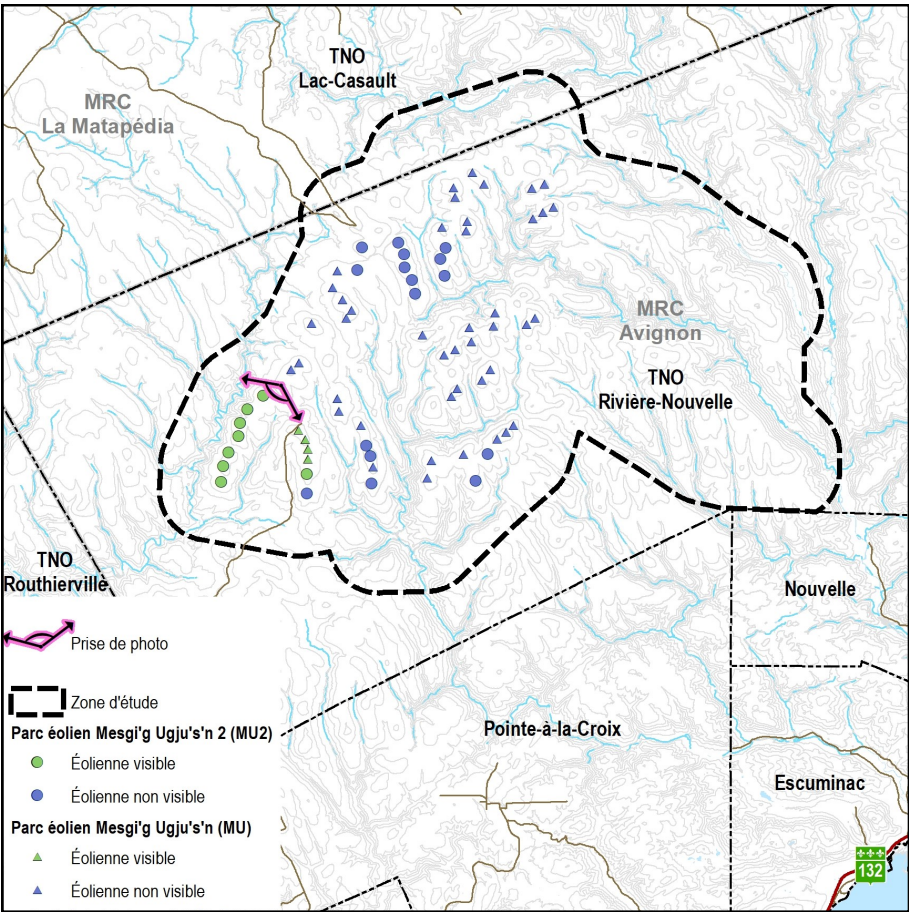 TNO
Lac-Casault
MRC
La Matapédia
MRC
Avignon
TNO
Rivière-Nouvelle
TNO
Routhierville
Nouvelle
Pointe-à-la-Croix
Escuminac
132
Prise de photo
Zone d'étude
Parc éolien Mesgi'g Ugju's'n 2 (MU2)
Éolienne visible
Éolienne non visible
Parc éolien Mesgi'g Ugju's'n (MU)
Éolienne visible
Éolienne non visible